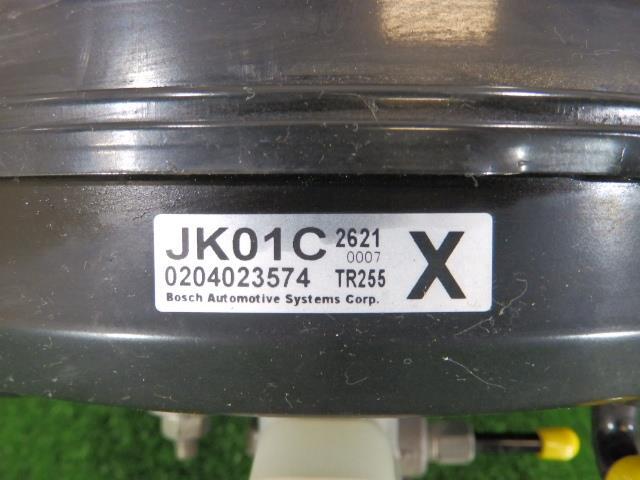 JK01C 2621
0007
0204023574 TR255
Bosch Automotive Systems Corp.
X